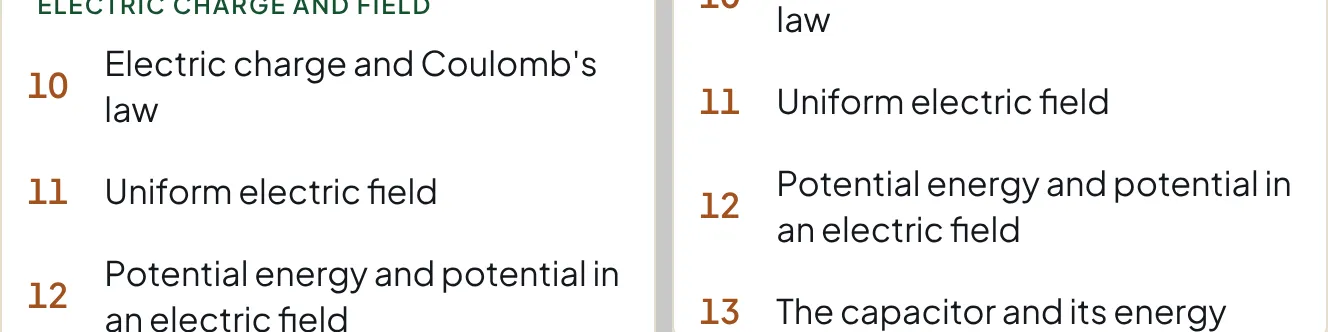 ELECTRIC CHARGE AND FIELD
10 Electric charge and Coulomb's
law
11 Uniform electric field
12 Potential energy and potential in
an electric field
10
law
11 Uniform electric field
12 Potential energy and potential in
an electric field
13 The capacitor and its energy